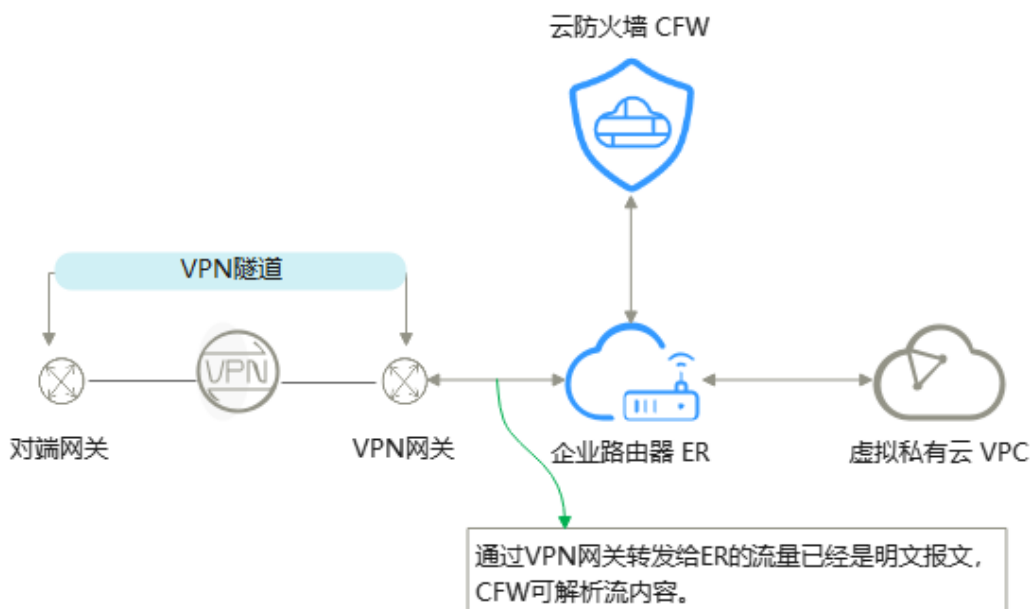 云防火墙 CFW
VPN隧道
VPN
对端网关
VPN网关
企业路由器 ER
虚拟私有云 VPC
通过VPN网关转发给ER的流量已经是明文报文，
CFW可解析流内容。